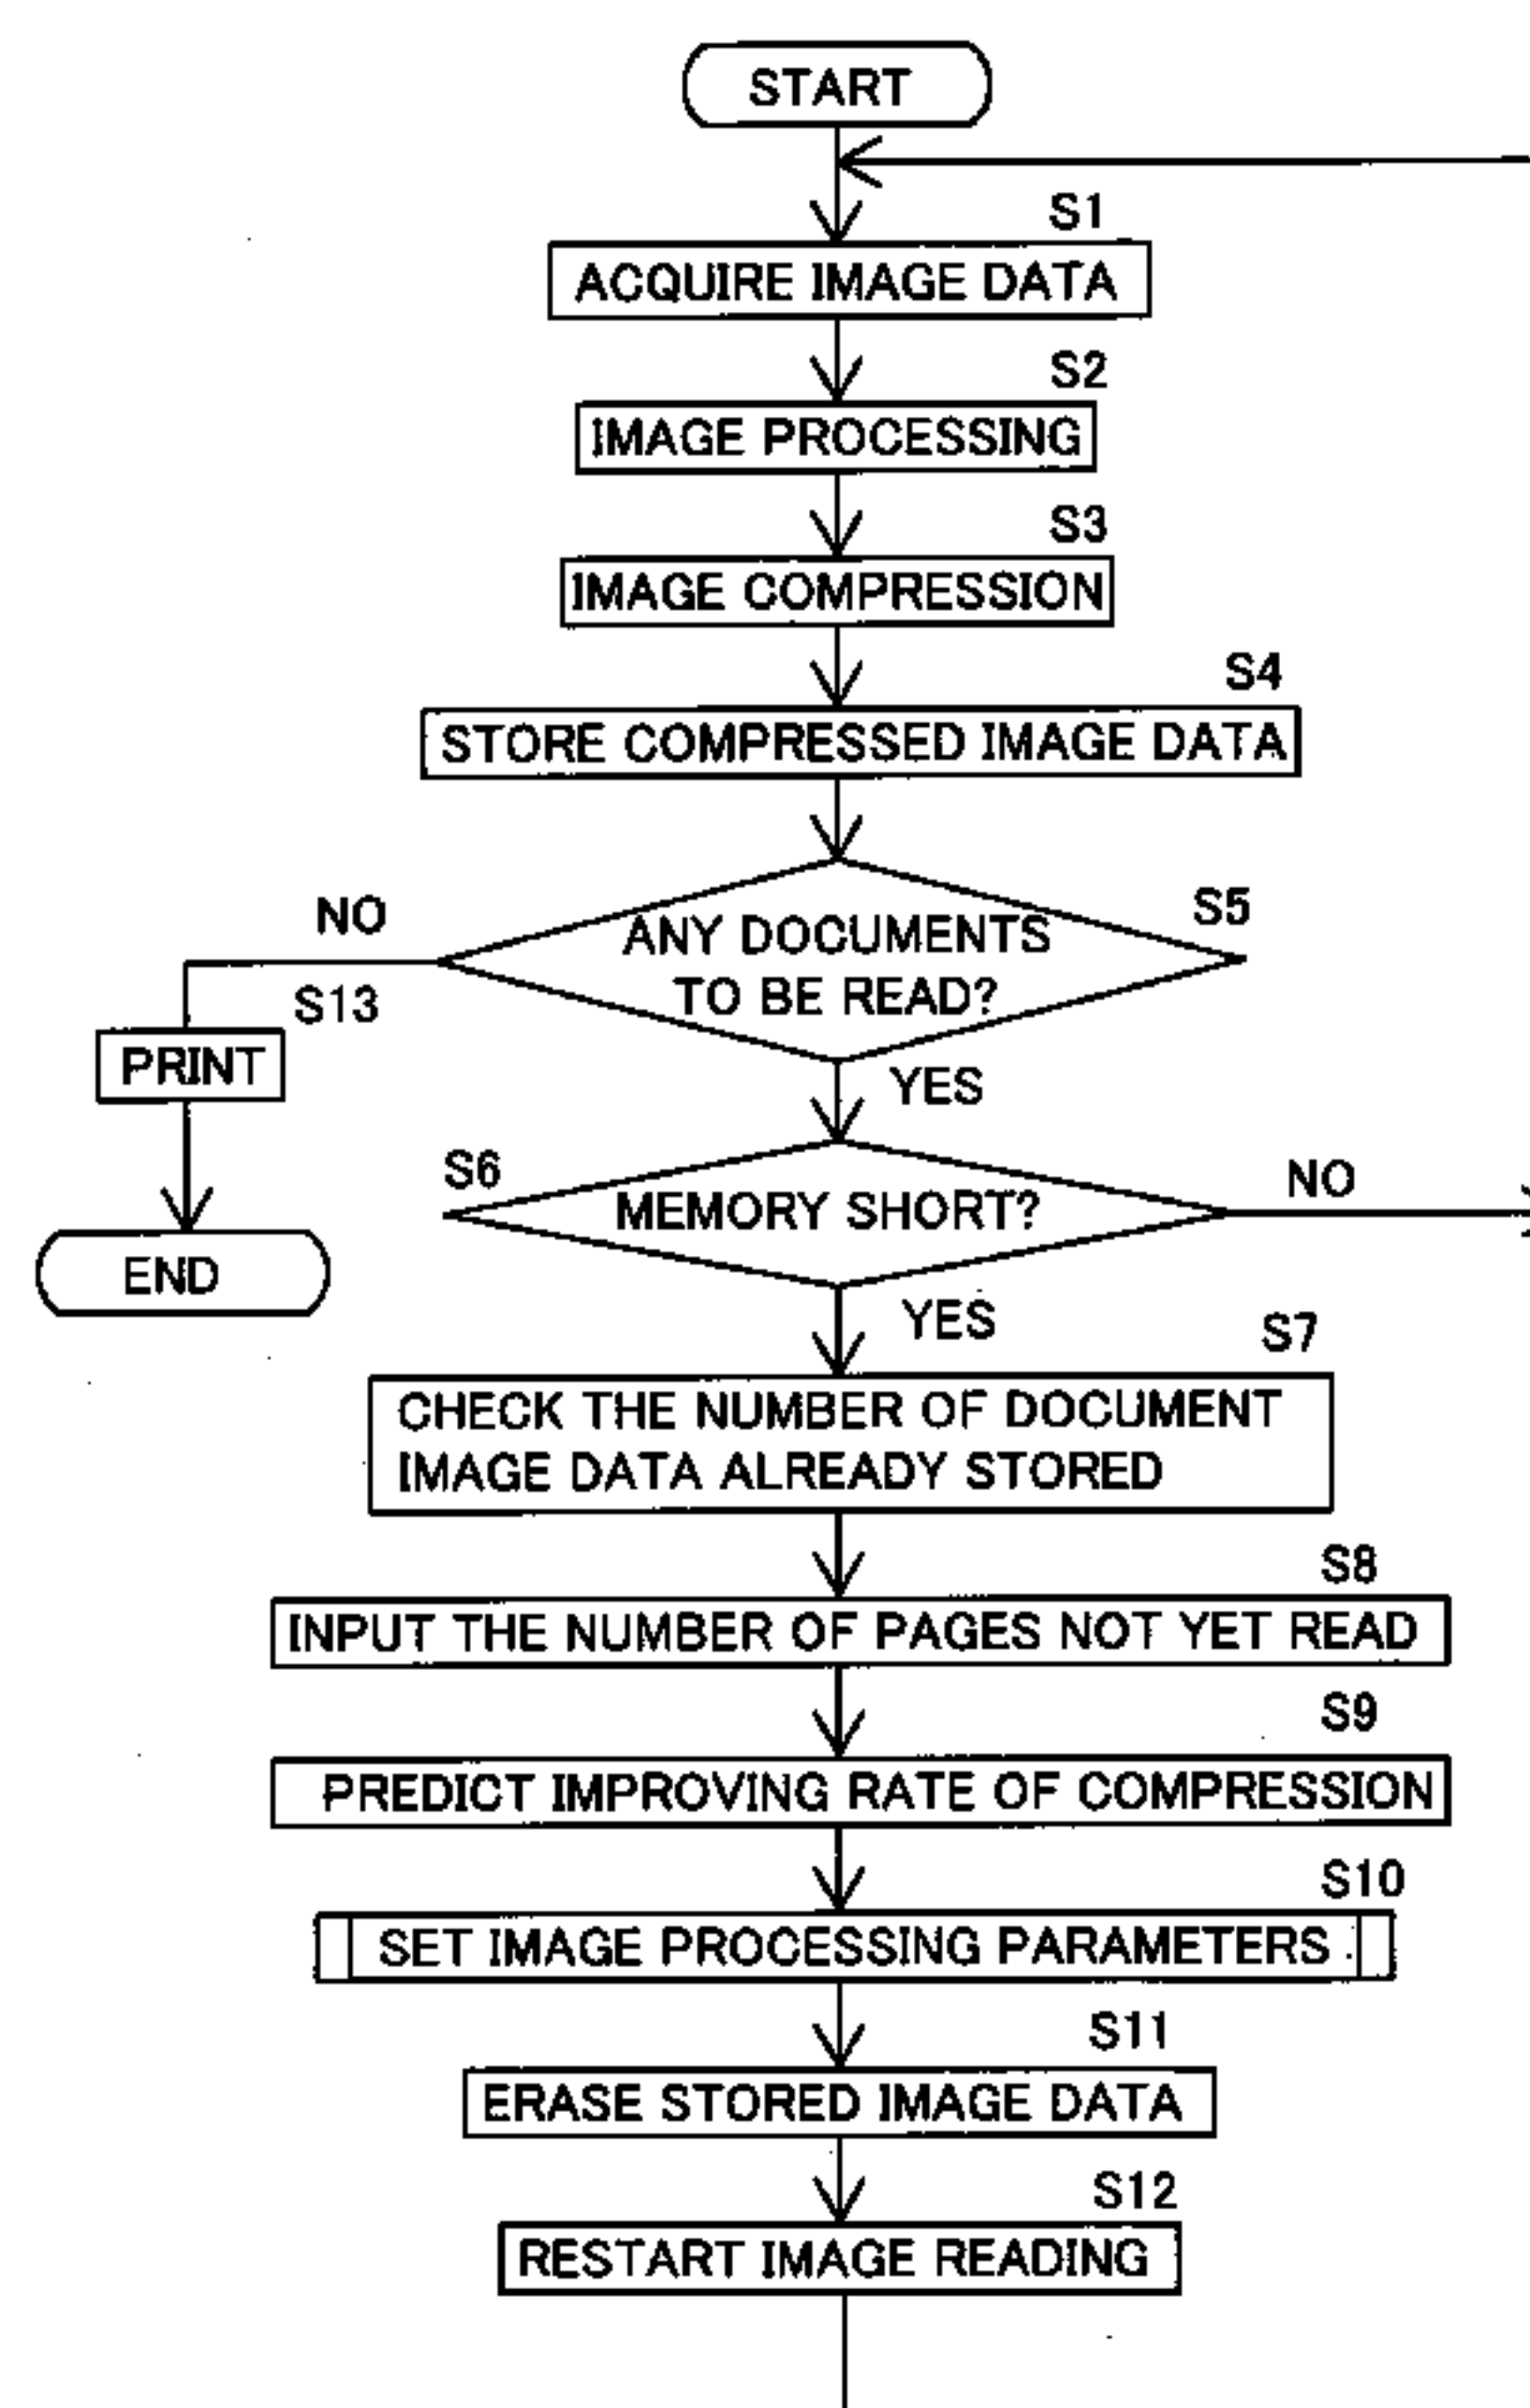 START
S1
ACQUIRE IMAGE DATA
S2
IMAGE PROCESSING
S3
IMAGE COMPRESSION
S4
STORE COMPRESSED IMAGE DATA
S5
ANY DOCUMENTS
TO BE READ?
NO
S13
PRINT
END
YES
S6
MEMORY SHORT?
NO
YES
S7
CHECK THE NUMBER OF DOCUMENT
IMAGE DATA ALREADY STORED
S8
INPUT THE NUMBER OF PAGES NOT YET READ
S9
PREDICT IMPROVING RATE OF COMPRESSION
S10
SET IMAGE PROCESSING PARAMETERS
S11
ERASE STORED IMAGE DATA
S12
RESTART IMAGE READING